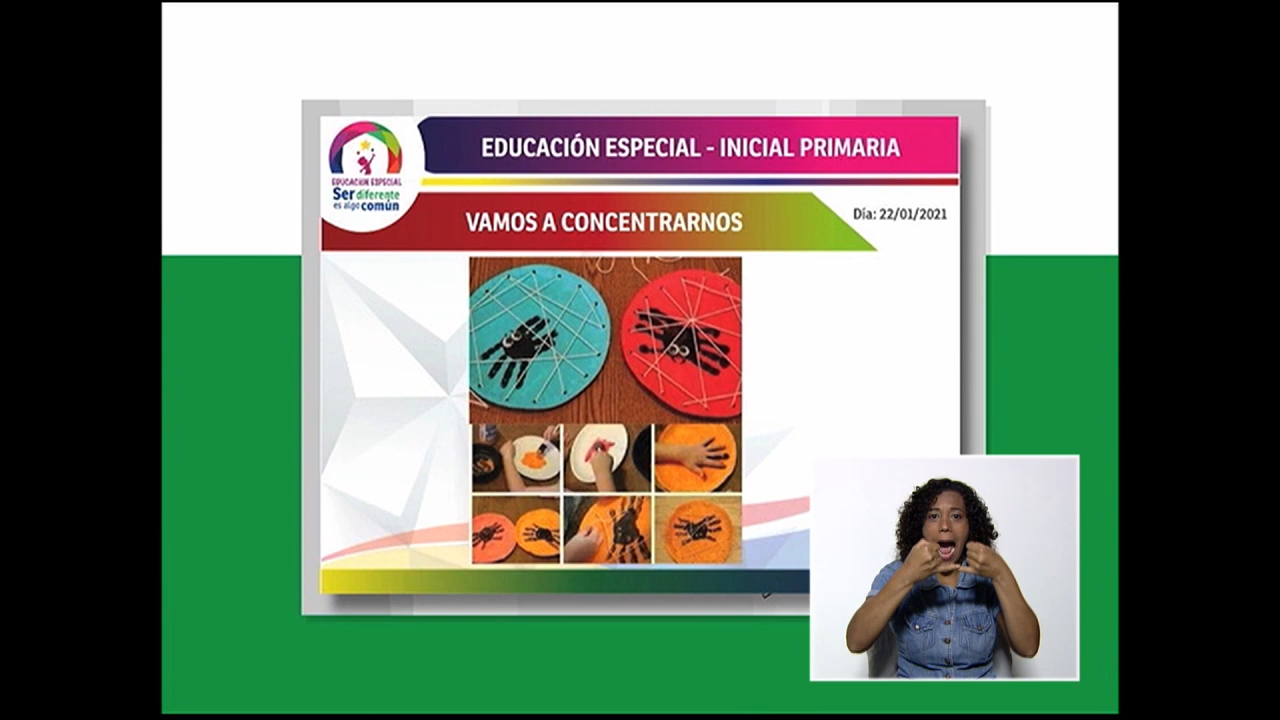 EDUCACIÓN ESPECIAL - INICIAL PRIMARIA
EDUCACIÓN ESPECIAL
Ser diferente
es algo común
VAMOS A CONCENTRARNOS
Día: 22/01/2021